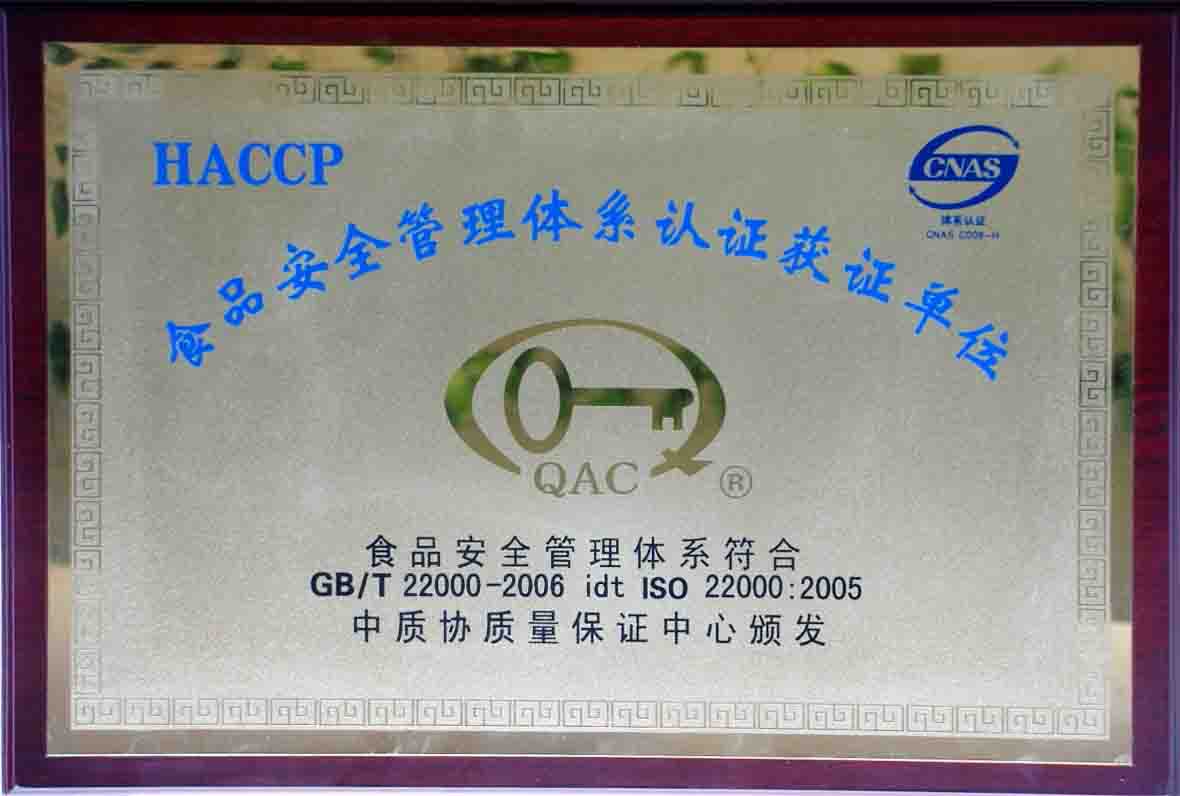 HACCP
CNAS
体系认证
CNAS C009-H
食品安全管理体系认证获证单位
QAC ®
食品安全管理体系符合
GB/T 22000-2006 idt ISO 22000:2005
中质协质量保证中心颁发